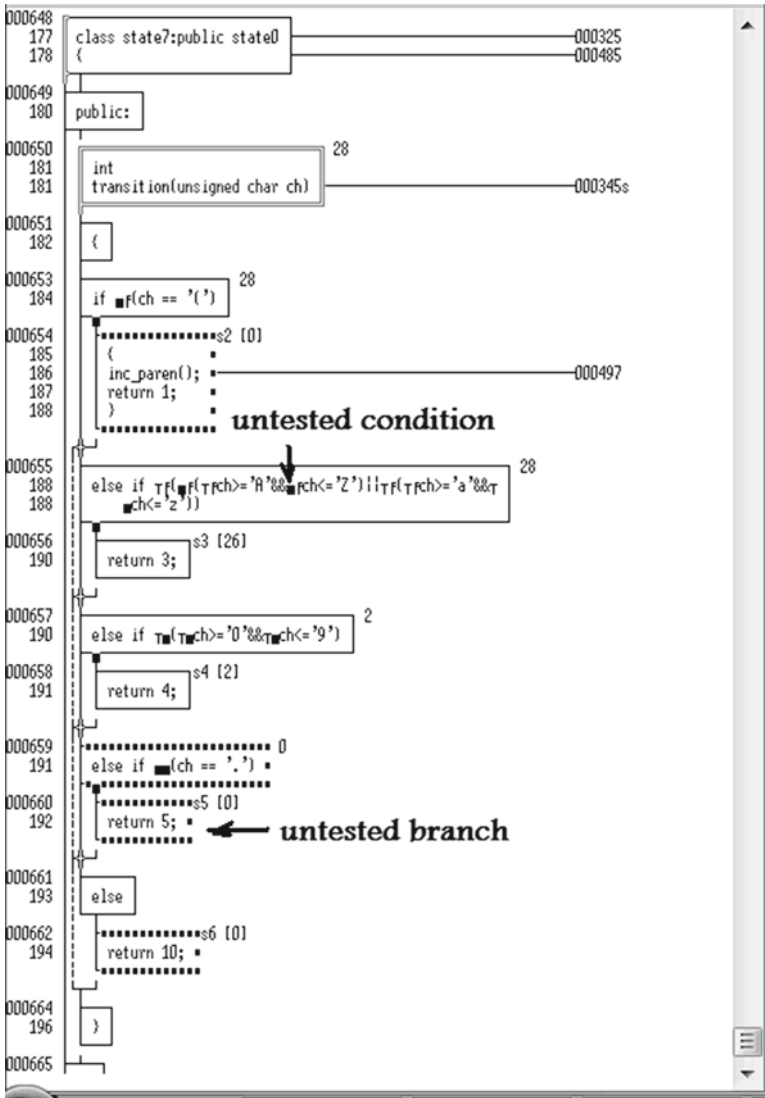 000648
177 class state7:public state0 000325
178 { 000485
000649
180 public:
000650 28
181 int
181 transition(unsigned char ch) 000345s
000651
182 {
000653 28
184 if ■F(ch == '(')
000654 s2 [0]
185 {
186 inc_paren(); 000497
187 return 1;
188 }
untested condition
000655 28
188 else if TF(■F(TFch>='A'&&■Fch<='Z')||TF(TFch>='a'&&T
188 ■ch<='z'))
000656 s3 [26]
190 return 3;
000657 2
190 else if T■(T■ch>='0'&&T■ch<='9')
000658 s4 [2]
191 return 4;
000659 0
191 else if ■■(ch == '.')
000660 s5 [0]
192 return 5;
untested branch
000661
193 else
000662 s6 [0]
194 return 10;
000664
196 }
000665